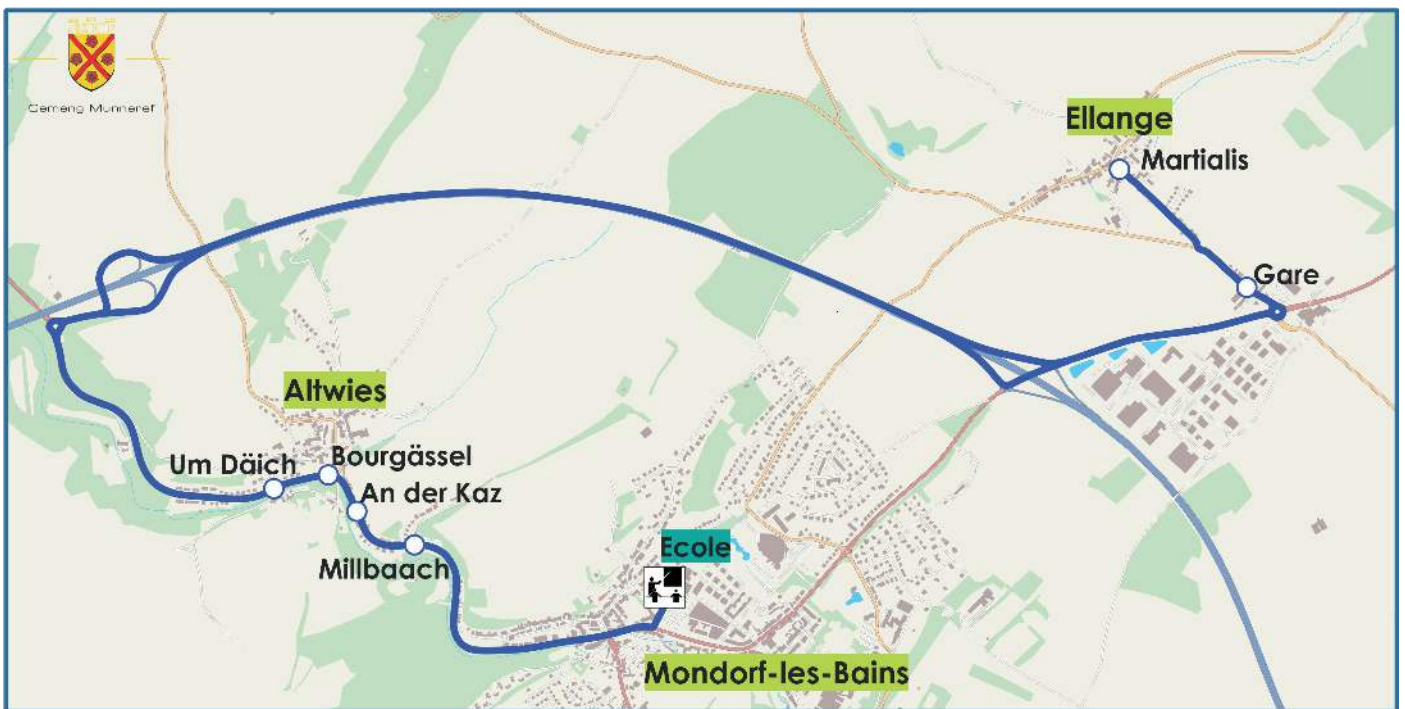 Gemeng Munneref
Ellange
Martialis
Gare
Altwies
Um Däich
Bourgässel
An der Kaz
Millbaach
Ecole
Mondorf-les-Bains